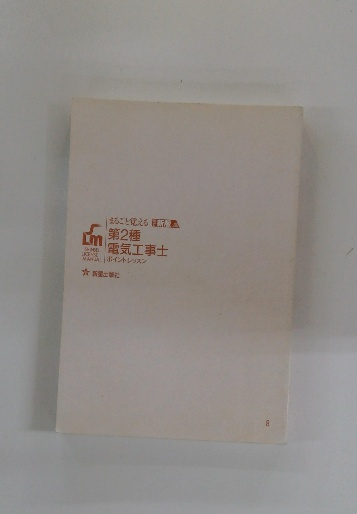 まるごと覚える
第2種
電気工事士
ポイントレッスン
新星出版社